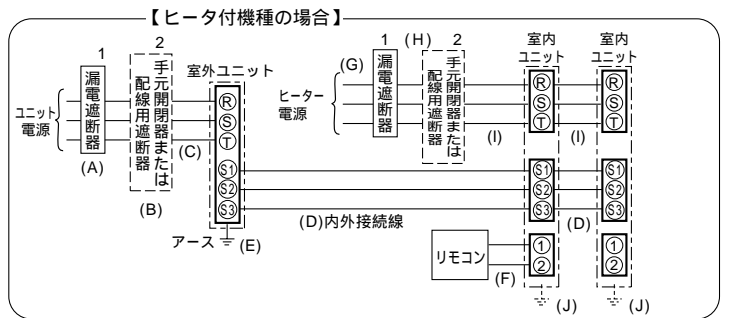 【ヒータ付機種の場合】
1
2
漏電遮断器
手元開閉器または
配線用遮断器
室外ユニット
ユニット
電源
(A)
(B)
(C)
R
S
T
S1
S2
S3
アース
(E)
(D)内外接続線
1
(H)
2
(G)
ヒーター
電源
漏電遮断器
手元開閉器または
配線用遮断器
(I)
室内
ユニット
R
S
T
S1
S2
S3
1
2
(I)
(D)
室内
ユニット
R
S
T
S1
S2
S3
1
2
リモコン
(F)
(J)
(J)